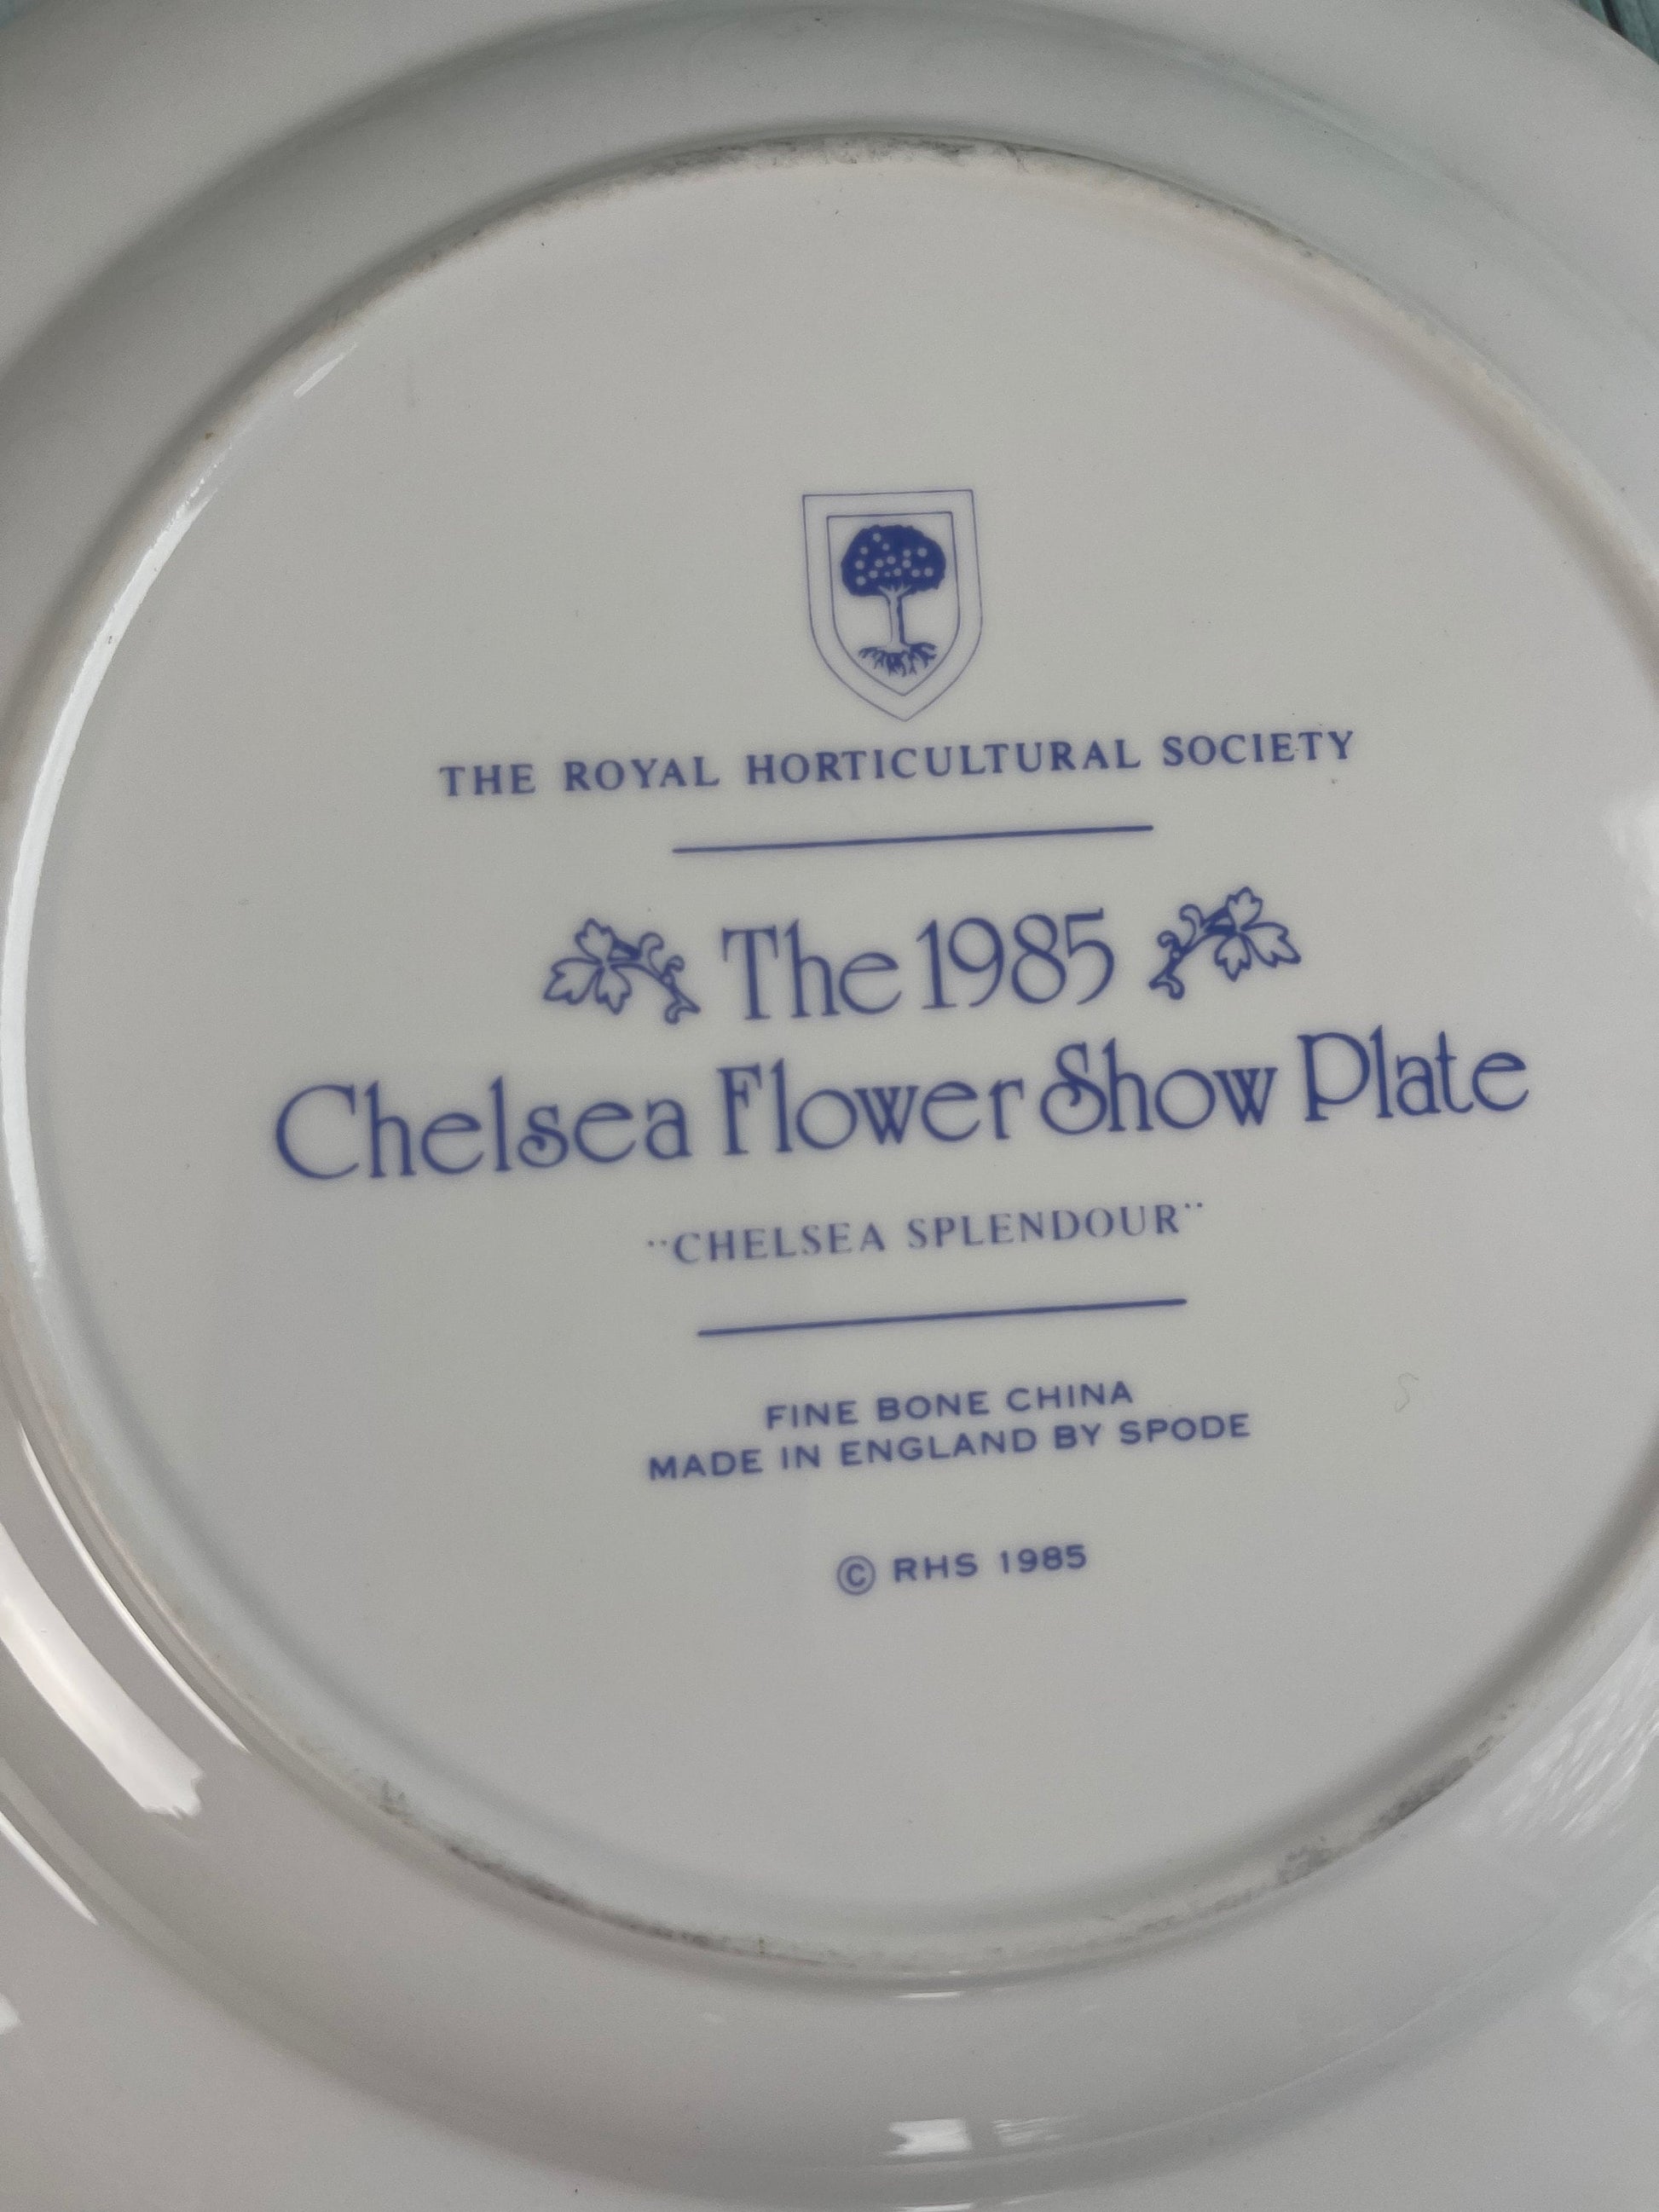 THE ROYAL HORTICULTURAL SOCIETY
The 1985
Chelsea Flower Show Plate
"CHELSEA SPLENDOUR"
FINE BONE CHINA
MADE IN ENGLAND BY SPODE
© RHS 1985